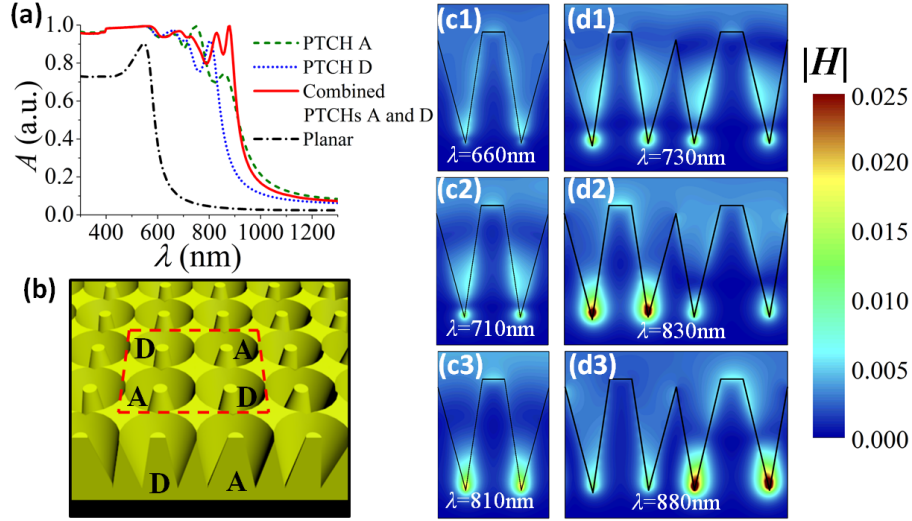 (a)
A (a.u.)
1.0
0.8
0.6
0.4
0.2
0.0
400 600 800 1000 1200
λ (nm)
PTCH A
PTCH D
Combined
PTCHs A and D
Planar
(b)
D A
A D
D A
(c1)
λ=660nm
(d1)
λ=730nm
(c2)
λ=710nm
(d2)
λ=830nm
(c3)
λ=810nm
(d3)
λ=880nm
|H|
0.025
0.020
0.015
0.010
0.005
0.000